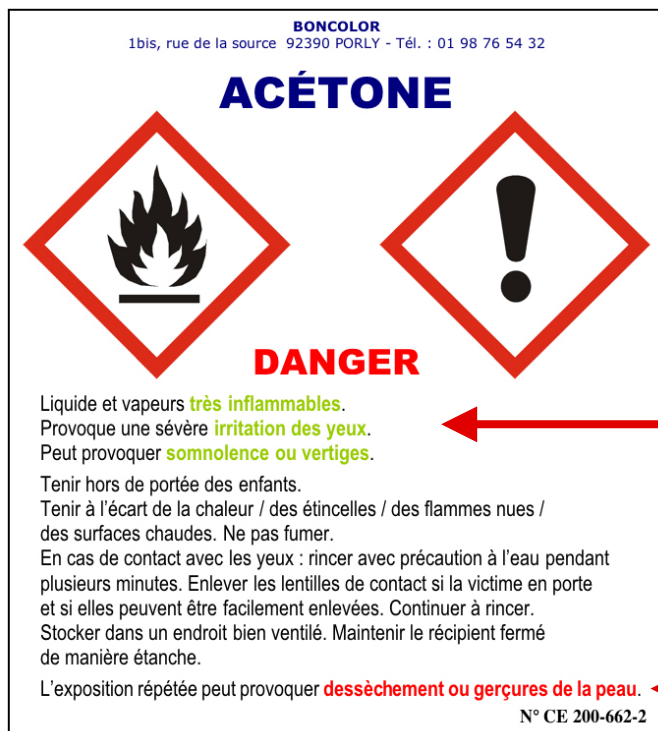 BONCOLOR
1bis, rue de la source 92390 PORLY - Tél. : 01 98 76 54 32
ACÉTONE
DANGER
Liquide et vapeurs très inflammables.
Provoque une sévère irritation des yeux.
Peut provoquer somnolence ou vertiges.
Tenir hors de portée des enfants.
Tenir à l'écart de la chaleur / des étincelles / des flammes nues /
des surfaces chaudes. Ne pas fumer.
En cas de contact avec les yeux : rincer avec précaution à l'eau pendant
plusieurs minutes. Enlever les lentilles de contact si la victime en porte
et si elles peuvent être facilement enlevées. Continuer à rincer.
Stocker dans un endroit bien ventilé. Maintenir le récipient fermé
de manière étanche.
L'exposition répétée peut provoquer dessèchement ou gerçures de la peau.
N° CE 200-662-2